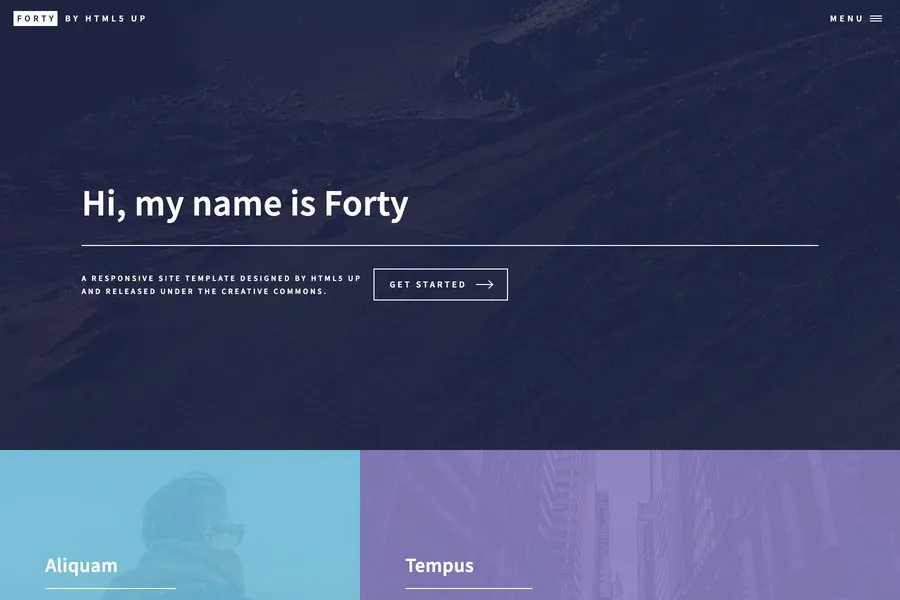 FORTY BY HTML5 UP
MENU
Hi, my name is Forty
A RESPONSIVE SITE TEMPLATE DESIGNED BY HTML5 UP
AND RELEASED UNDER THE CREATIVE COMMONS.
GET STARTED
Aliquam
Tempus